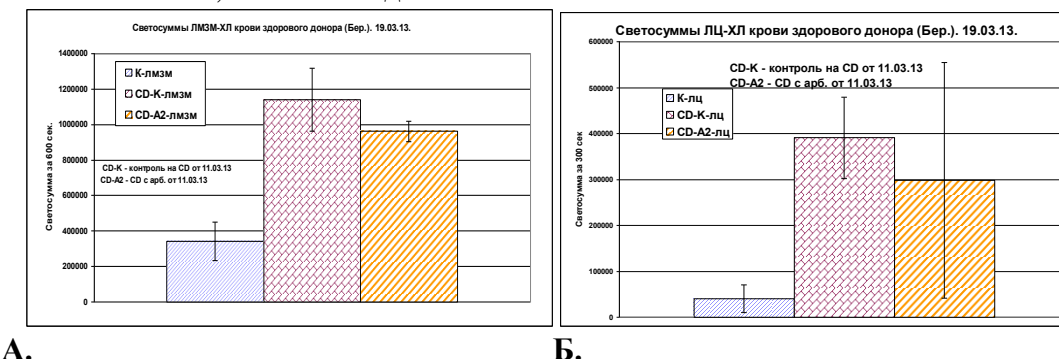 Светосуммы ЛМЗМ-ХЛ крови здорового донора (Бер.). 19.03.13.
1400000
1200000
1000000
800000
600000
400000
200000
0
Светосумма за 600 сек.
К-лмзм
CD-K-лмзм
CD-A2-лмзм
CD-K - контроль на CD от 11.03.13
CD-A2 - CD с арб. от 11.03.13
А.
Светосуммы ЛЦ-ХЛ крови здорового донора (Бер.). 19.03.13.
600000
500000
400000
300000
200000
100000
0
Светосумма за 300 сек
CD-K - контроль на CD от 11.03.13
CD-A2 - CD с арб. от 11.03.13
К-лц
CD-K-лц
CD-A2-лц
Б.